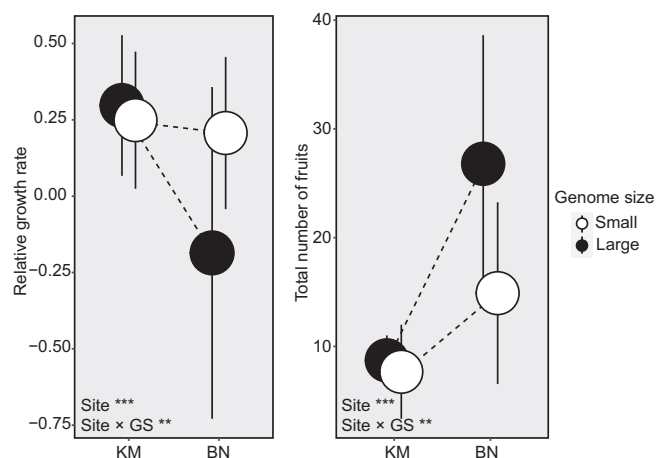 Relative growth rate
0.50
0.25
0.00
−0.25
−0.50
−0.75
Site ***
Site × GS **
KM
BN
Total number of fruits
40
30
20
10
Site ***
Site × GS **
KM
BN
Genome size
Small
Large